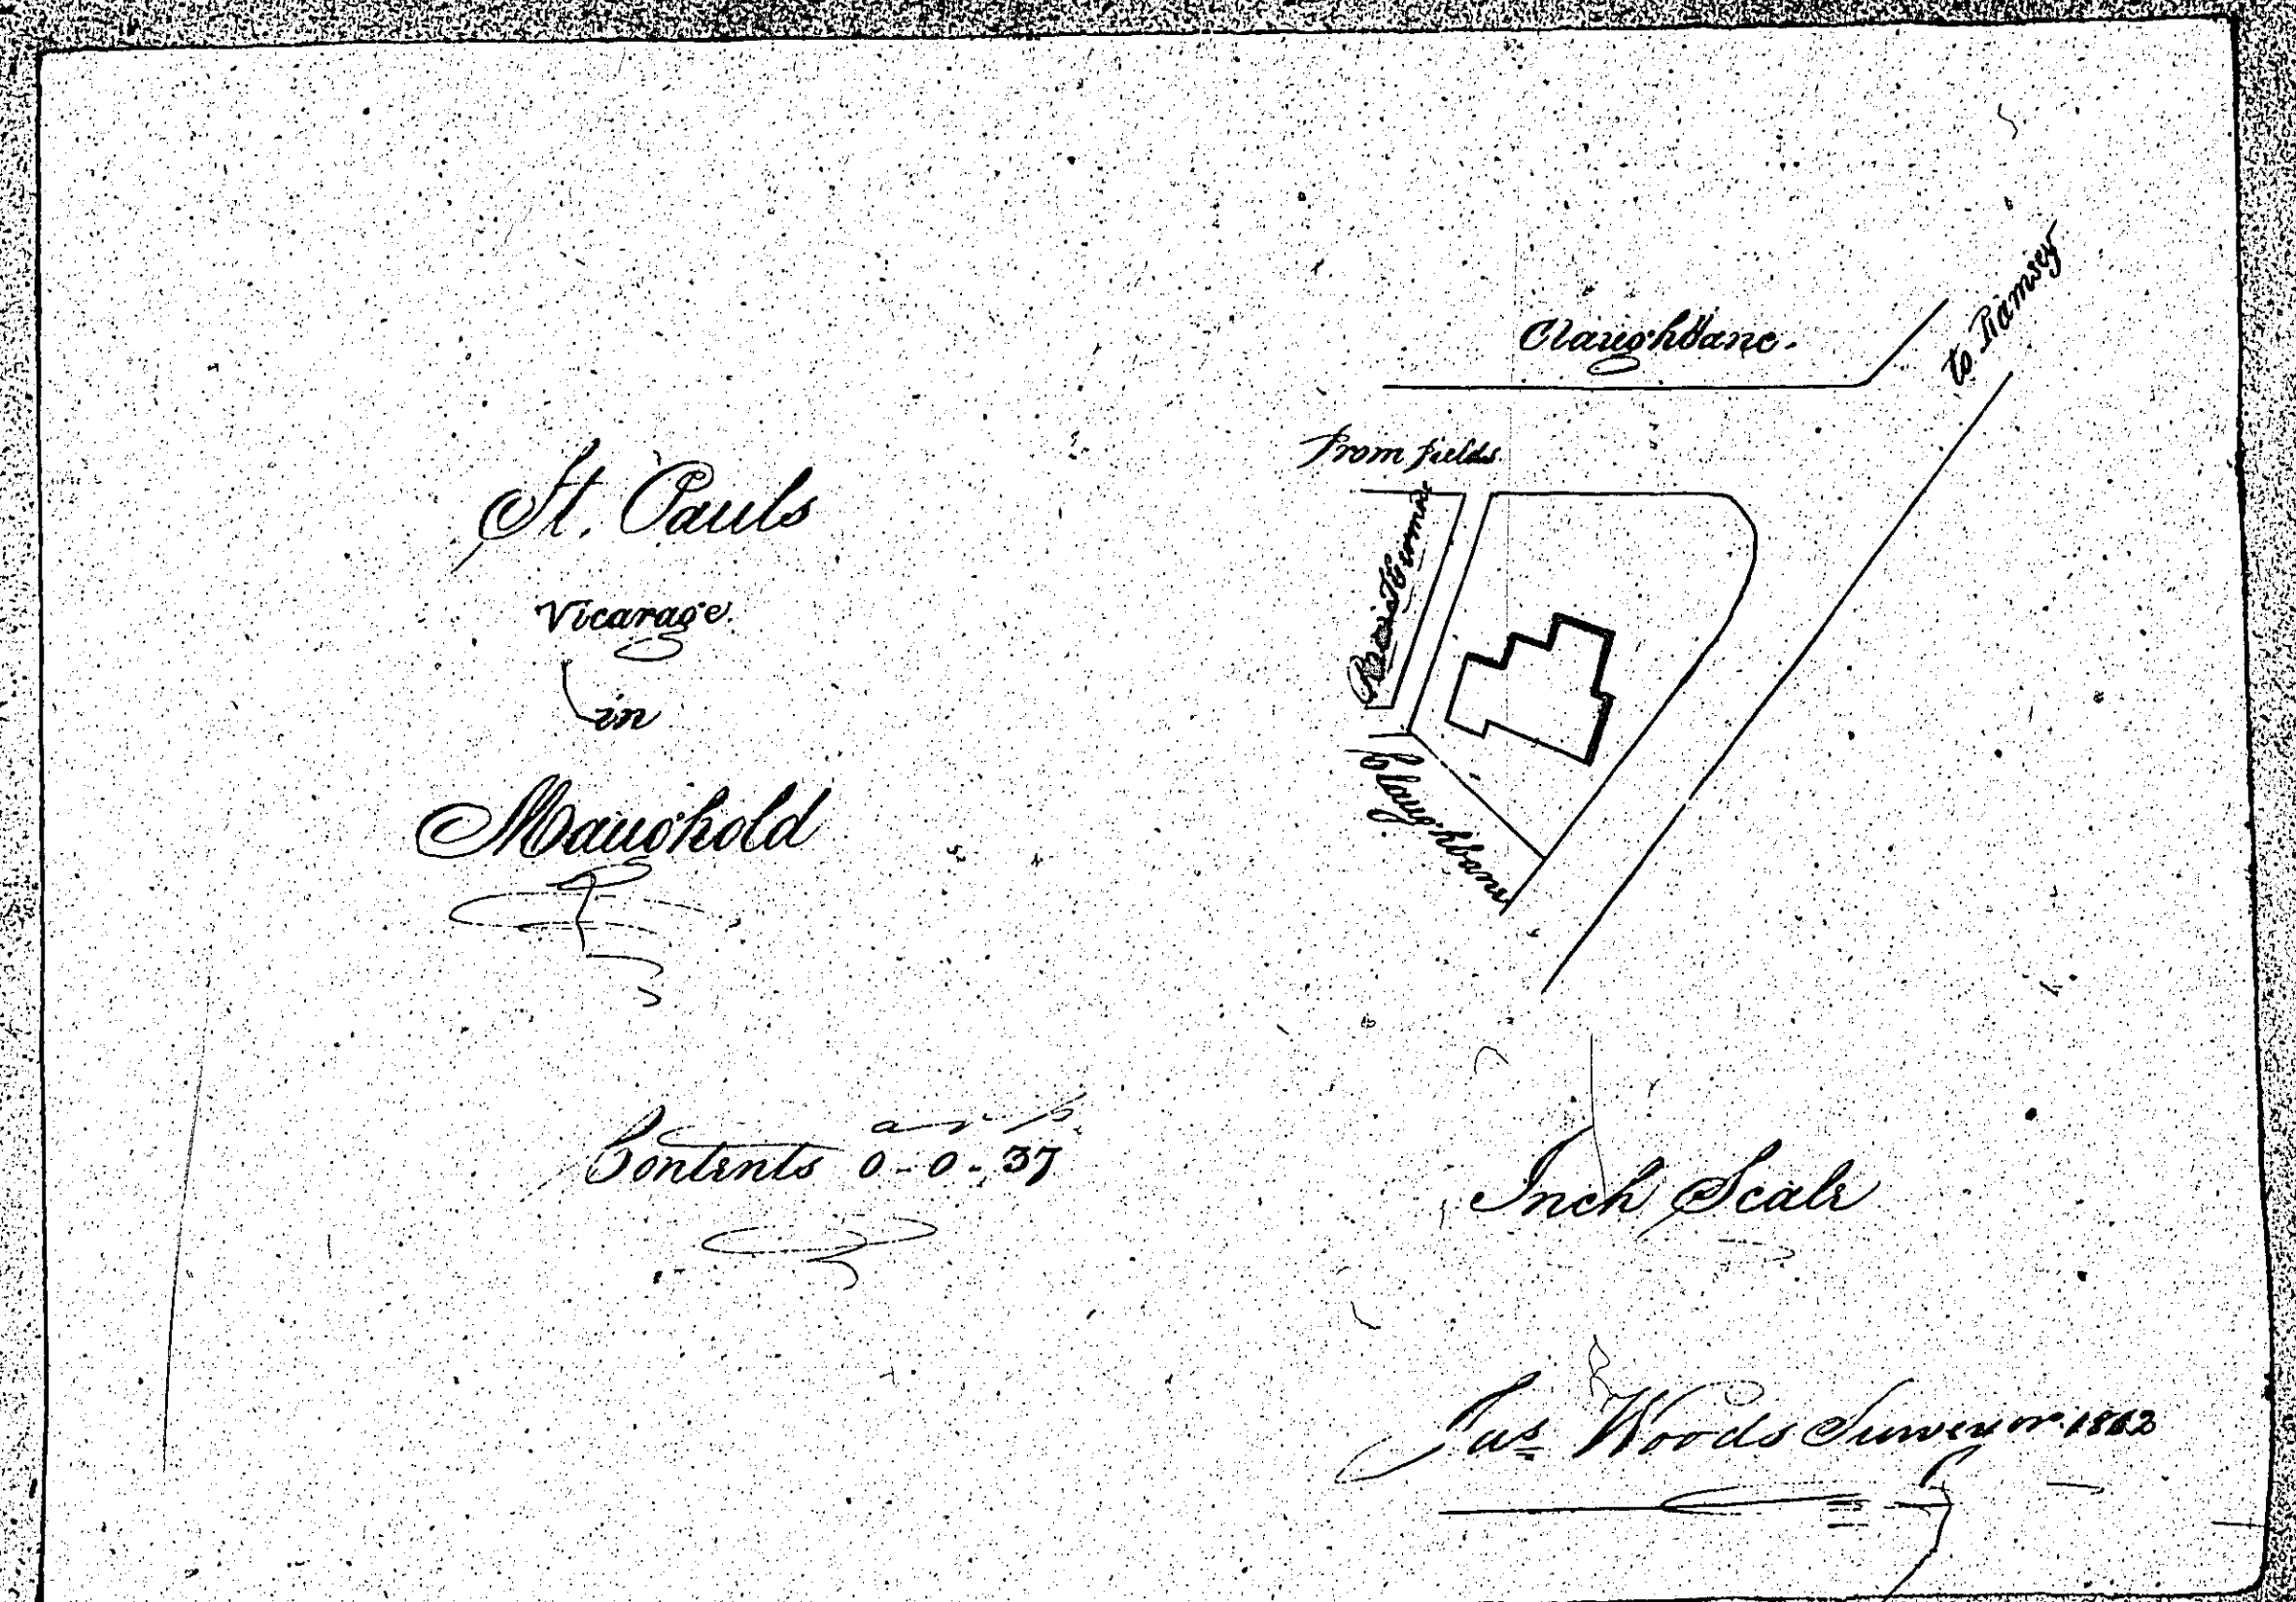 St. Pauls
Vicarage.
in
Maughold
Contents 0-0-37
a r p.
Claughbane.
to Ramsey
From fields
Claughbane
Inch Scale
Jas Woods Surveyor. 1862